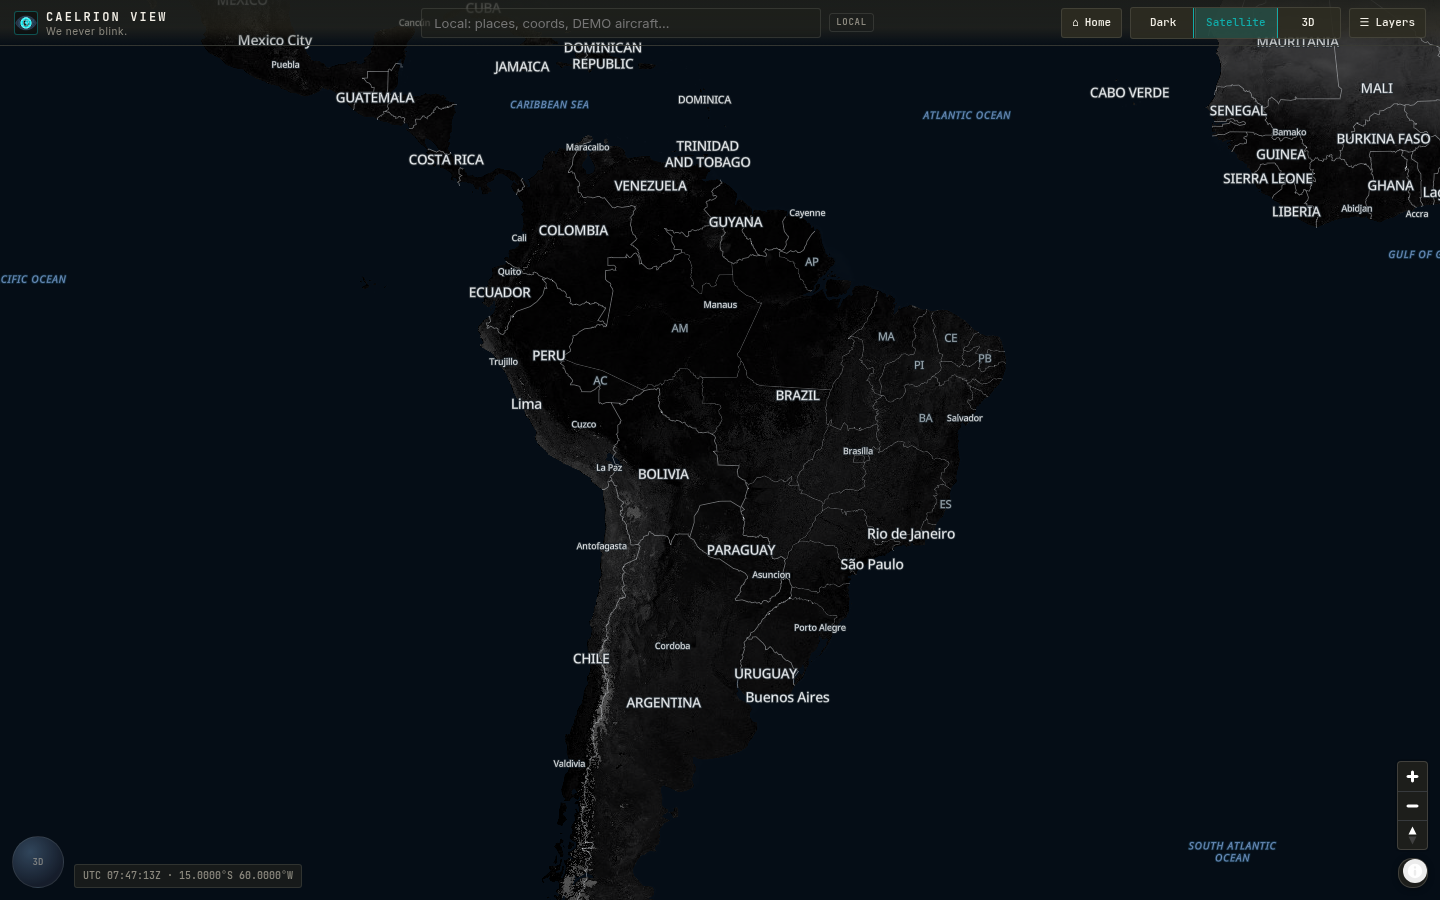 CAELRION VIEW
We never blink.
Local: places, coords, DEMO aircraft...
LOCAL
⌂ Home
Dark
Satellite
3D
☰ Layers
MEXICO
CUBA
Cancún
Mexico City
Puebla
DOMINICAN
REPUBLIC
JAMAICA
GUATEMALA
CARIBBEAN SEA
DOMINICA
ATLANTIC OCEAN
CABO VERDE
MAURITANIA
MALI
SENEGAL
Bamako
BURKINA FASO
GUINEA
SIERRA LEONE
GHANA
Lag
LIBERIA
Abidjan
Accra
GULF OF G
COSTA RICA
Maracaibo
TRINIDAD
AND TOBAGO
VENEZUELA
Cayenne
GUYANA
COLOMBIA
Cali
AP
Quito
CIFIC OCEAN
ECUADOR
Manaus
AM
MA
CE
PB
PI
PERU
Trujillo
AC
BRAZIL
Lima
BA
Salvador
Cuzco
Brasília
La Paz
BOLIVIA
ES
Rio de Janeiro
Antofagasta
PARAGUAY
São Paulo
Asuncion
Porto Alegre
Cordoba
CHILE
URUGUAY
Buenos Aires
ARGENTINA
Valdivia
SOUTH ATLANTIC
OCEAN
3D
UTC 07:47:13Z · 15.0000°S 60.0000°W